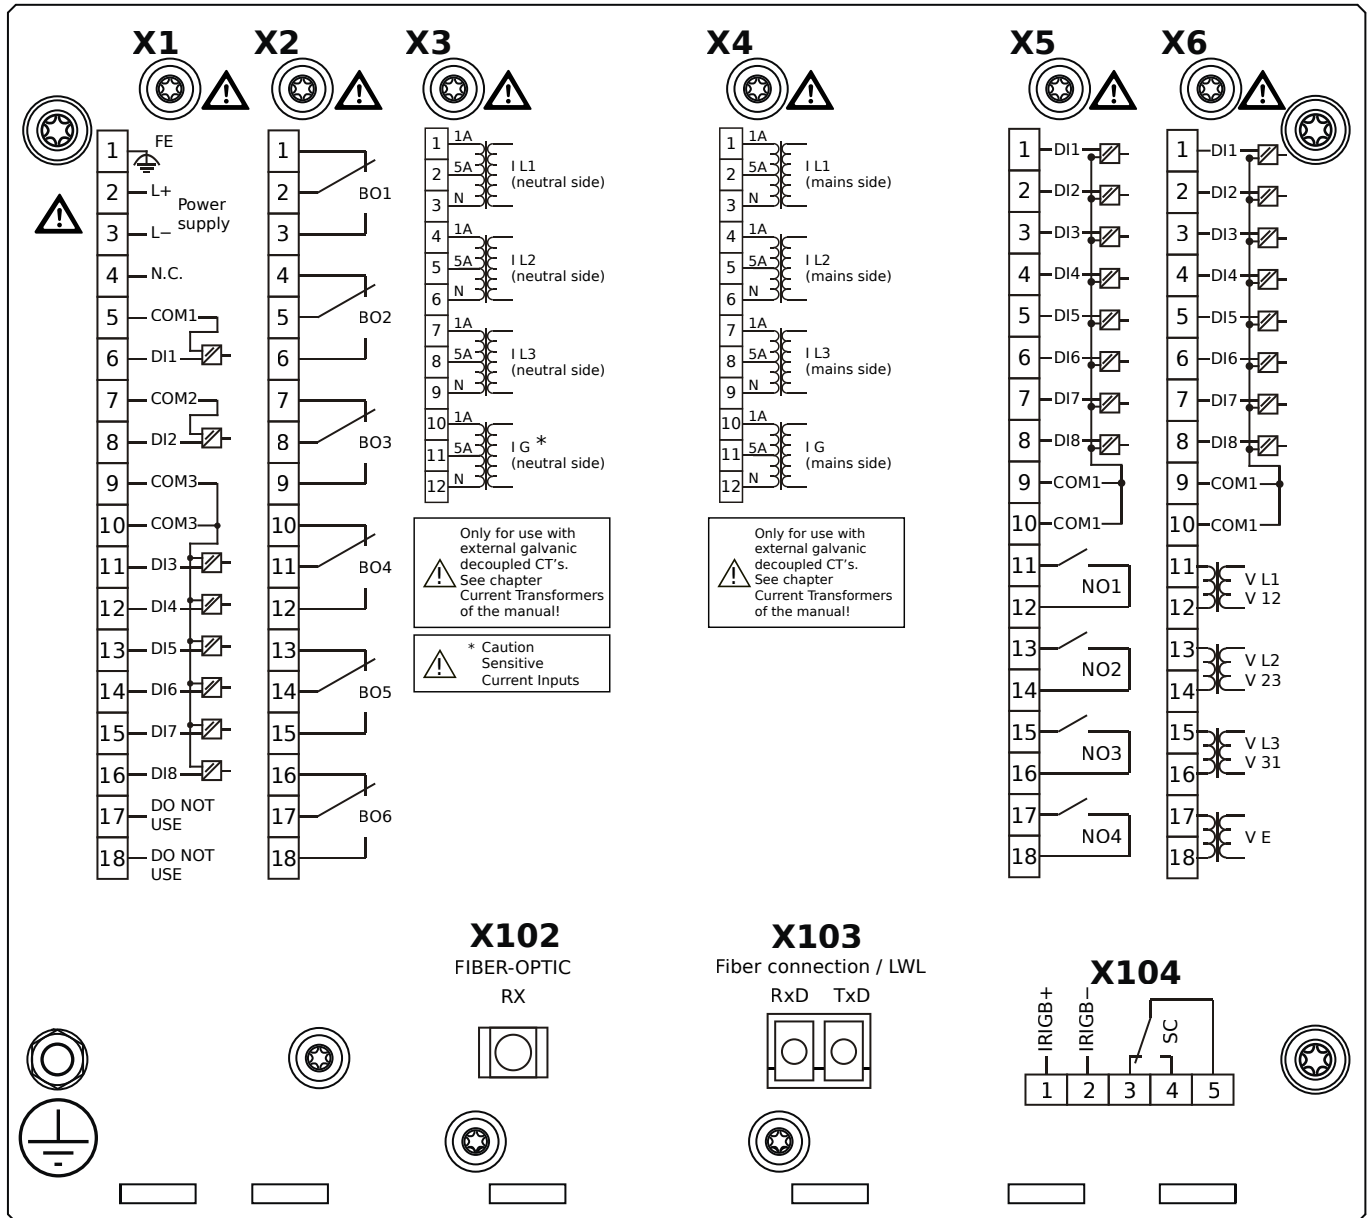 X1
X2
X3
X4
X5
X6
1 FE
2 L+
Power
supply
3 L−
4 N.C.
5 COM1
6 DI1
7 COM2
8 DI2
9 COM3
10 COM3
11 DI3
12 DI4
13 DI5
14 DI6
15 DI7
16 DI8
17 DO NOT
USE
18 DO NOT
USE
1
2 BO1
3
4
5 BO2
6
7
8 BO3
9
10
11 BO4
12
13
14 BO5
15
16
17 BO6
18
1 1A
2 5A I L1
(neutral side)
3 N
4 1A
5 5A I L2
(neutral side)
6 N
7 1A
8 5A I L3
(neutral side)
9 N
10 1A
11 5A I G *
(neutral side)
12 N
Only for use with
external galvanic
decoupled CT's.
See chapter
Current Transformers
of the manual!
* Caution
Sensitive
Current Inputs
1 1A
2 5A I L1
(mains side)
3 N
4 1A
5 5A I L2
(mains side)
6 N
7 1A
8 5A I L3
(mains side)
9 N
10 1A
11 5A I G
(mains side)
12 N
Only for use with
external galvanic
decoupled CT's.
See chapter
Current Transformers
of the manual!
1 DI1
2 DI2
3 DI3
4 DI4
5 DI5
6 DI6
7 DI7
8 DI8
9 COM1
10 COM1
11
NO1
12
13
NO2
14
15
NO3
16
17
NO4
18
1 DI1
2 DI2
3 DI3
4 DI4
5 DI5
6 DI6
7 DI7
8 DI8
9 COM1
10 COM1
11
V L1
V 12
12
13
V L2
V 23
14
15
V L3
V 31
16
17
V E
18
X102
FIBER-OPTIC
RX
X103
Fiber connection / LWL
RxD TxD
X104
IRIGB+
IRIGB−
SC
1 2 3 4 5